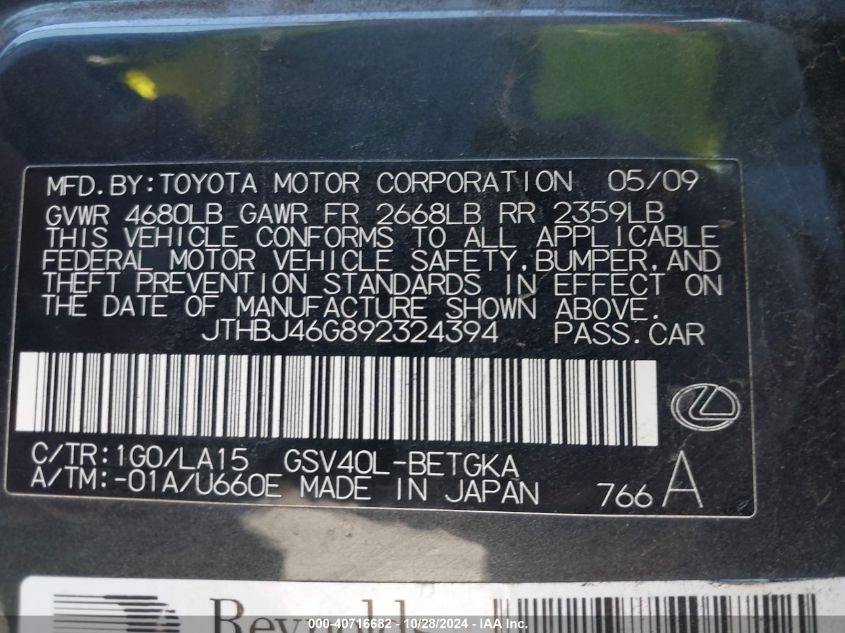 MFD.BY:TOYOTA MOTOR CORPORATION 05/09
GVWR 4680LB GAWR FR 2668LB RR 2359LB
THIS VEHICLE CONFORMS TO ALL APPLICABLE
FEDERAL MOTOR VEHICLE SAFETY,BUMPER,AND
THEFT PREVENTION STANDARDS IN EFFECT ON
THE DATE OF MANUFACTURE SHOWN ABOVE.
JTHBJ46G892324394 PASS.CAR
C/TR:1G0/LA15 GSV40L-BETGKA
A/TM:-01A/U660E MADE IN JAPAN 766 A
000-40716682 - 10/28/2024 - IAAI.com